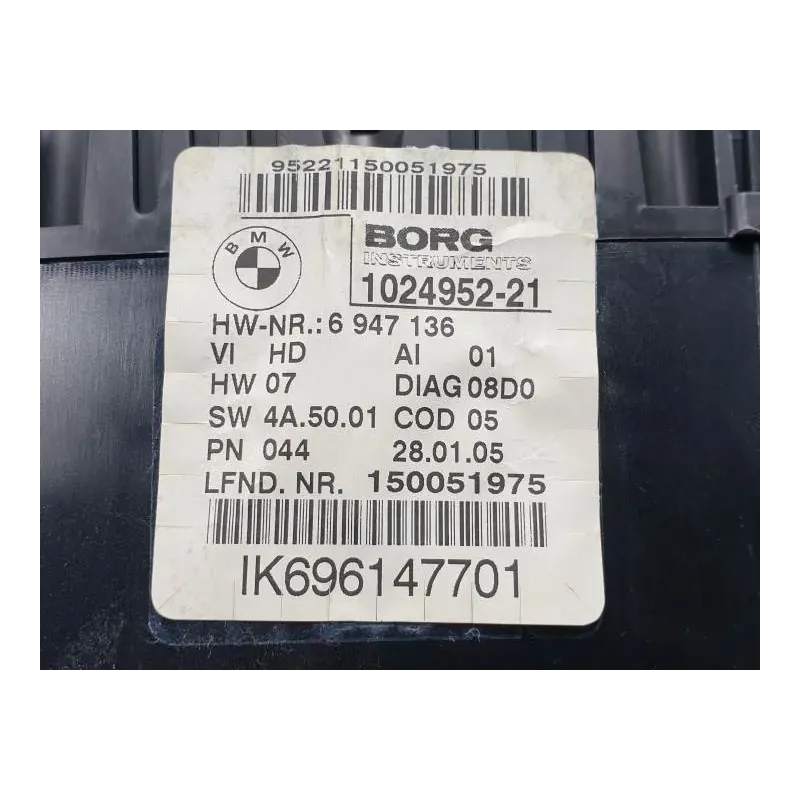 95221150051975
BMW
BORG
INSTRUMENTS
1024952-21
HW-NR.: 6 947 136
VI HD AI 01
HW 07 DIAG 08D0
SW 4A.50.01 COD 05
PN 044 28.01.05
LFND. NR. 150051975
IK696147701